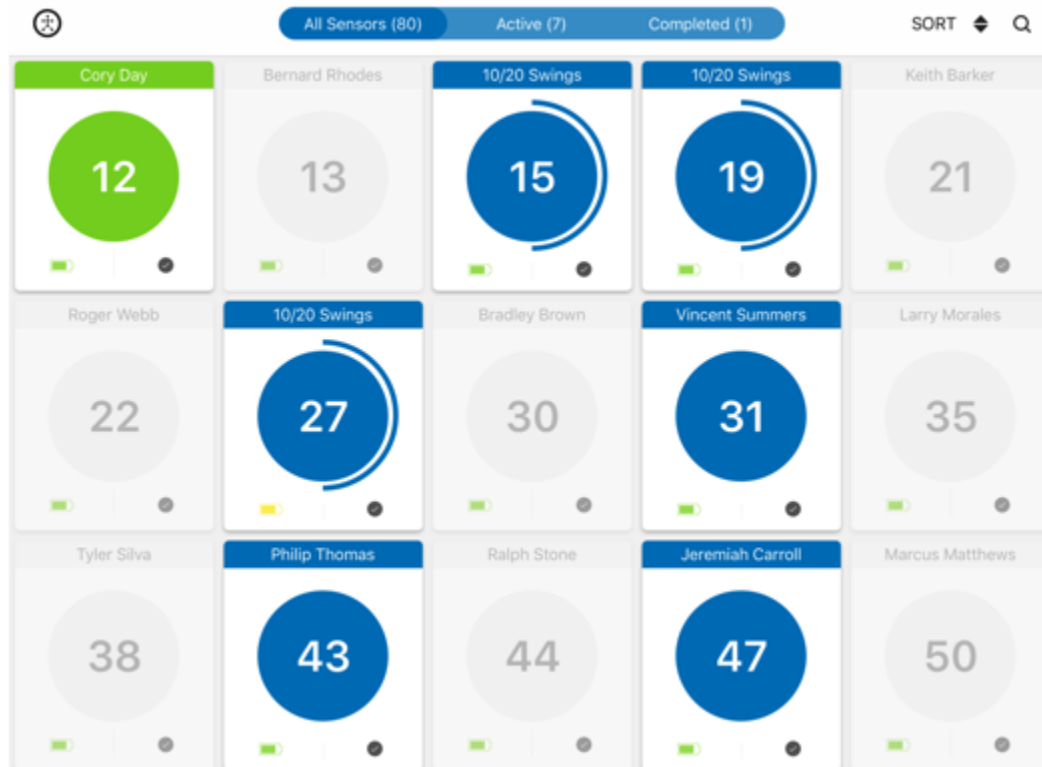 All Sensors (80) Active (7) Completed (1) SORT
Cory Day Bernard Rhodes 10/20 Swings 10/20 Swings Keith Barker
12 13 15 19 21
Roger Webb 10/20 Swings Bradley Brown Vincent Summers Larry Morales
22 27 30 31 35
Tyler Silva Philip Thomas Ralph Stone Jeremiah Carroll Marcus Matthews
38 43 44 47 50